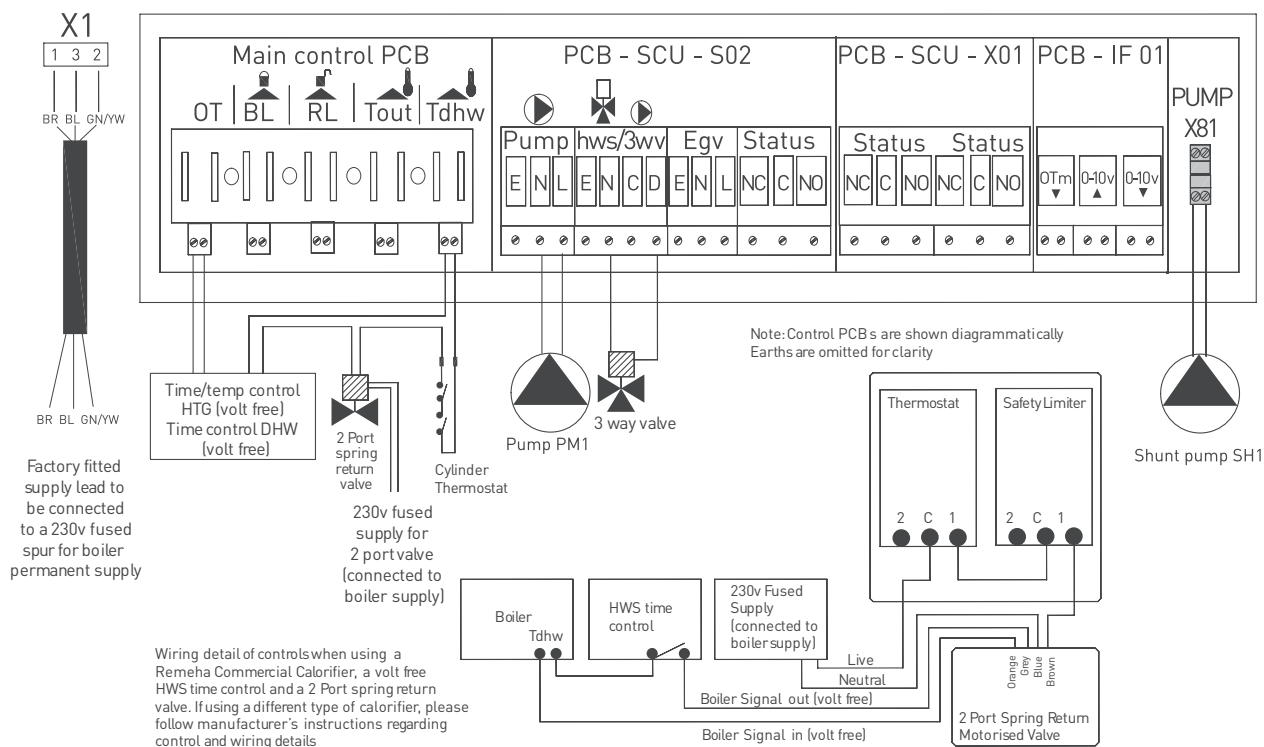 X1
1 3 2
BR BL GN/YW
BR BL GN/YW
Factory fitted
supply lead to
be connected
to a 230v fused
spur for boiler
permanent supply
Main control PCB
OT BL RL Tout Tdhw
PCB - SCU - S02
Pump hws/3wv Egv Status
E N L E N C D E N L NC C NO
PCB - SCU - X01
Status Status
NC C NO NC C NO
PCB - IF 01
OTm 0-10v 0-10v
PUMP
X81
Time/temp control
HTG (volt free)
Time control DHW
(volt free)
2 Port
spring
return
valve
230v fused
supply for
2 port valve
(connected to
boiler supply)
Cylinder
Thermostat
Pump PM1
3 way valve
Note: Control PCBs are shown diagrammatically
Earths are omitted for clarity
Shunt pump SH1
Thermostat
2 C 1
Safety Limiter
2 C 1
Boiler
Tdhw
HWS time
control
230v Fused
Supply
(connected to
boiler supply)
Live
Neutral
Boiler Signal out (volt free)
Boiler Signal in (volt free)
Orange
Grey
Blue
Brown
2 Port Spring Return
Motorised Valve
Wiring detail of controls when using a
Remeha Commercial Calorifier, a volt free
HWS time control and a 2 Port spring return
valve. If using a different type of calorifier, please
follow manufacturer's instructions regarding
control and wiring details